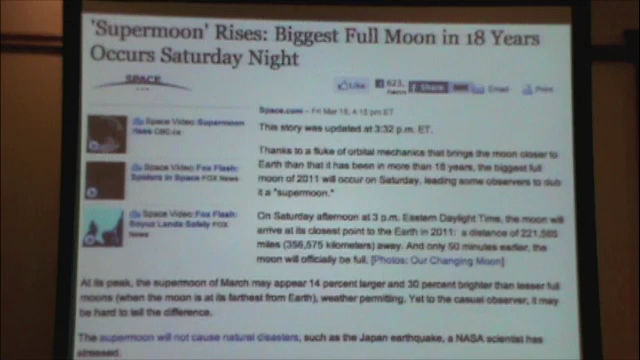 'Supermoon' Rises: Biggest Full Moon in 18 Years
Occurs Saturday Night
SPACE
Like
Share
Email
Print
Space.com – Fri Mar 18, 4:15 pm ET
Space Video: Supermoon
rises CBC.ca
Space Video: Fox Flash:
Spiders in Space FOX News
Space Video: Fox Flash:
Soyuz Lands Safely FOX
News
This story was updated at 3:32 p.m. ET.
Thanks to a fluke of orbital mechanics that brings the moon closer to
Earth than that it has been in more than 18 years, the biggest full
moon of 2011 will occur on Saturday, leading some observers to dub
it a "supermoon."
On Saturday afternoon at 3 p.m. Eastern Daylight Time, the moon will
arrive at its closest point to the Earth in 2011: a distance of 221,565
miles (356,575 kilometers) away. And only 50 minutes earlier, the
moon will officially be full. [Photos: Our Changing Moon]
At its peak, the supermoon of March may appear 14 percent larger and 30 percent brighter than lesser full
moons (when the moon is at its farthest from Earth), weather permitting. Yet to the casual observer, it may
be hard to tell the difference.
The supermoon will not cause natural disasters, such as the Japan earthquake, a NASA scientist has
stressed.